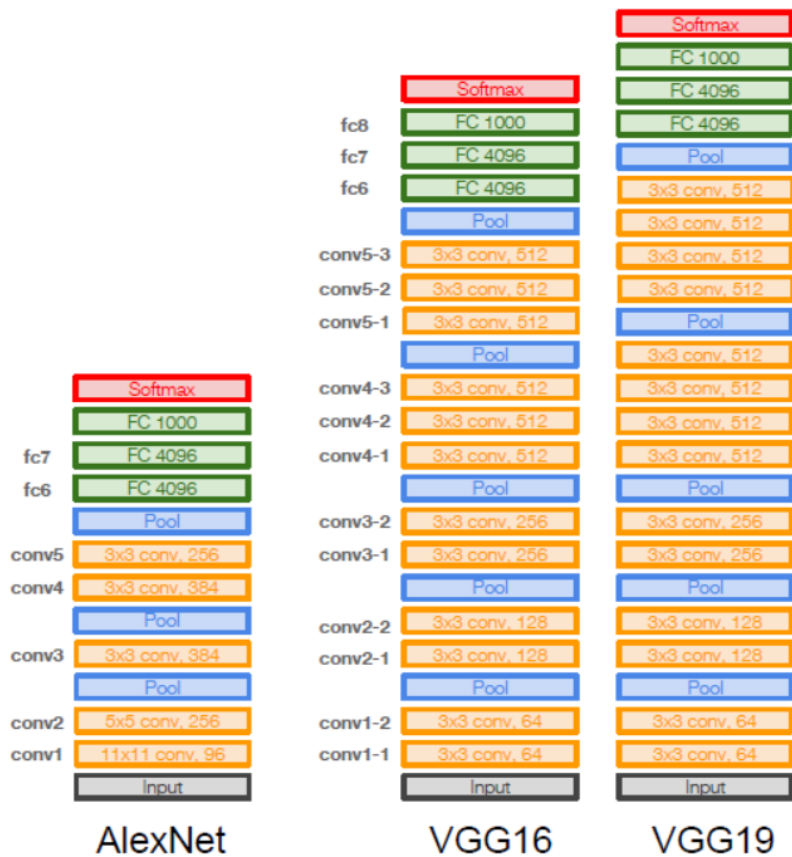 Softmax
FC 1000
fc7 FC 4096
fc6 FC 4096
Pool
conv5 3x3 conv, 256
conv4 3x3 conv, 384
Pool
conv3 3x3 conv, 384
Pool
conv2 5x5 conv, 256
conv1 11x11 conv, 96
Input
AlexNet
Softmax
fc8 FC 1000
fc7 FC 4096
fc6 FC 4096
Pool
conv5-3 3x3 conv, 512
conv5-2 3x3 conv, 512
conv5-1 3x3 conv, 512
Pool
conv4-3 3x3 conv, 512
conv4-2 3x3 conv, 512
conv4-1 3x3 conv, 512
Pool
conv3-2 3x3 conv, 256
conv3-1 3x3 conv, 256
Pool
conv2-2 3x3 conv, 128
conv2-1 3x3 conv, 128
Pool
conv1-2 3x3 conv, 64
conv1-1 3x3 conv, 64
Input
VGG16
Softmax
FC 1000
FC 4096
FC 4096
Pool
3x3 conv, 512
3x3 conv, 512
3x3 conv, 512
3x3 conv, 512
Pool
3x3 conv, 512
3x3 conv, 512
3x3 conv, 512
3x3 conv, 512
Pool
3x3 conv, 256
3x3 conv, 256
Pool
3x3 conv, 128
3x3 conv, 128
Pool
3x3 conv, 64
3x3 conv, 64
Input
VGG19